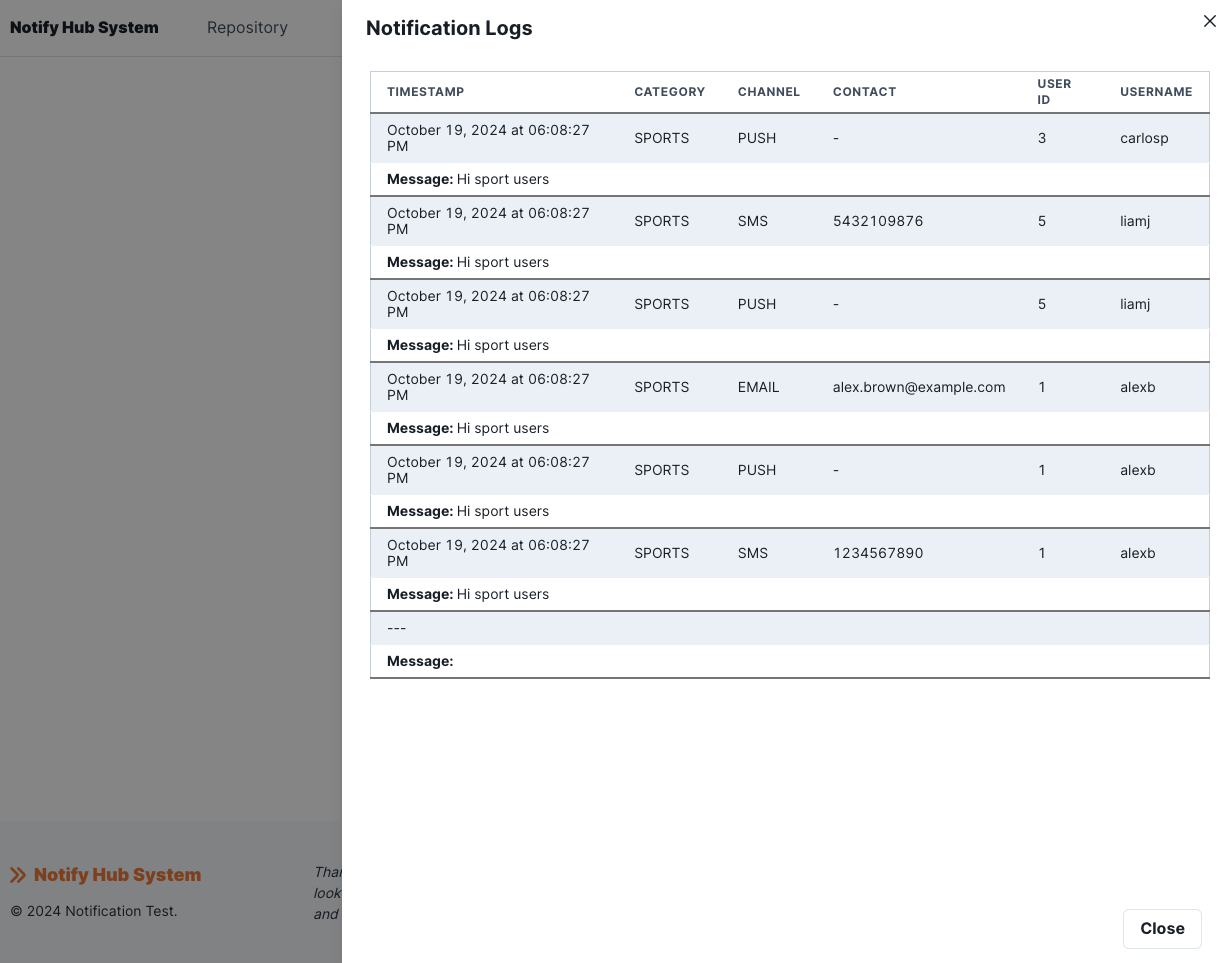 Notify Hub System Repository
Notification Logs
TIMESTAMP CATEGORY CHANNEL CONTACT USER ID USERNAME
October 19, 2024 at 06:08:27 PM SPORTS PUSH - 3 carlosp
Message: Hi sport users
October 19, 2024 at 06:08:27 PM SPORTS SMS 5432109876 5 liamj
Message: Hi sport users
October 19, 2024 at 06:08:27 PM SPORTS PUSH - 5 liamj
Message: Hi sport users
October 19, 2024 at 06:08:27 PM SPORTS EMAIL alex.brown@example.com 1 alexb
Message: Hi sport users
October 19, 2024 at 06:08:27 PM SPORTS PUSH - 1 alexb
Message: Hi sport users
October 19, 2024 at 06:08:27 PM SPORTS SMS 1234567890 1 alexb
Message: Hi sport users
---
Message:
Notify Hub System
© 2024 Notification Test.
look
and
Close